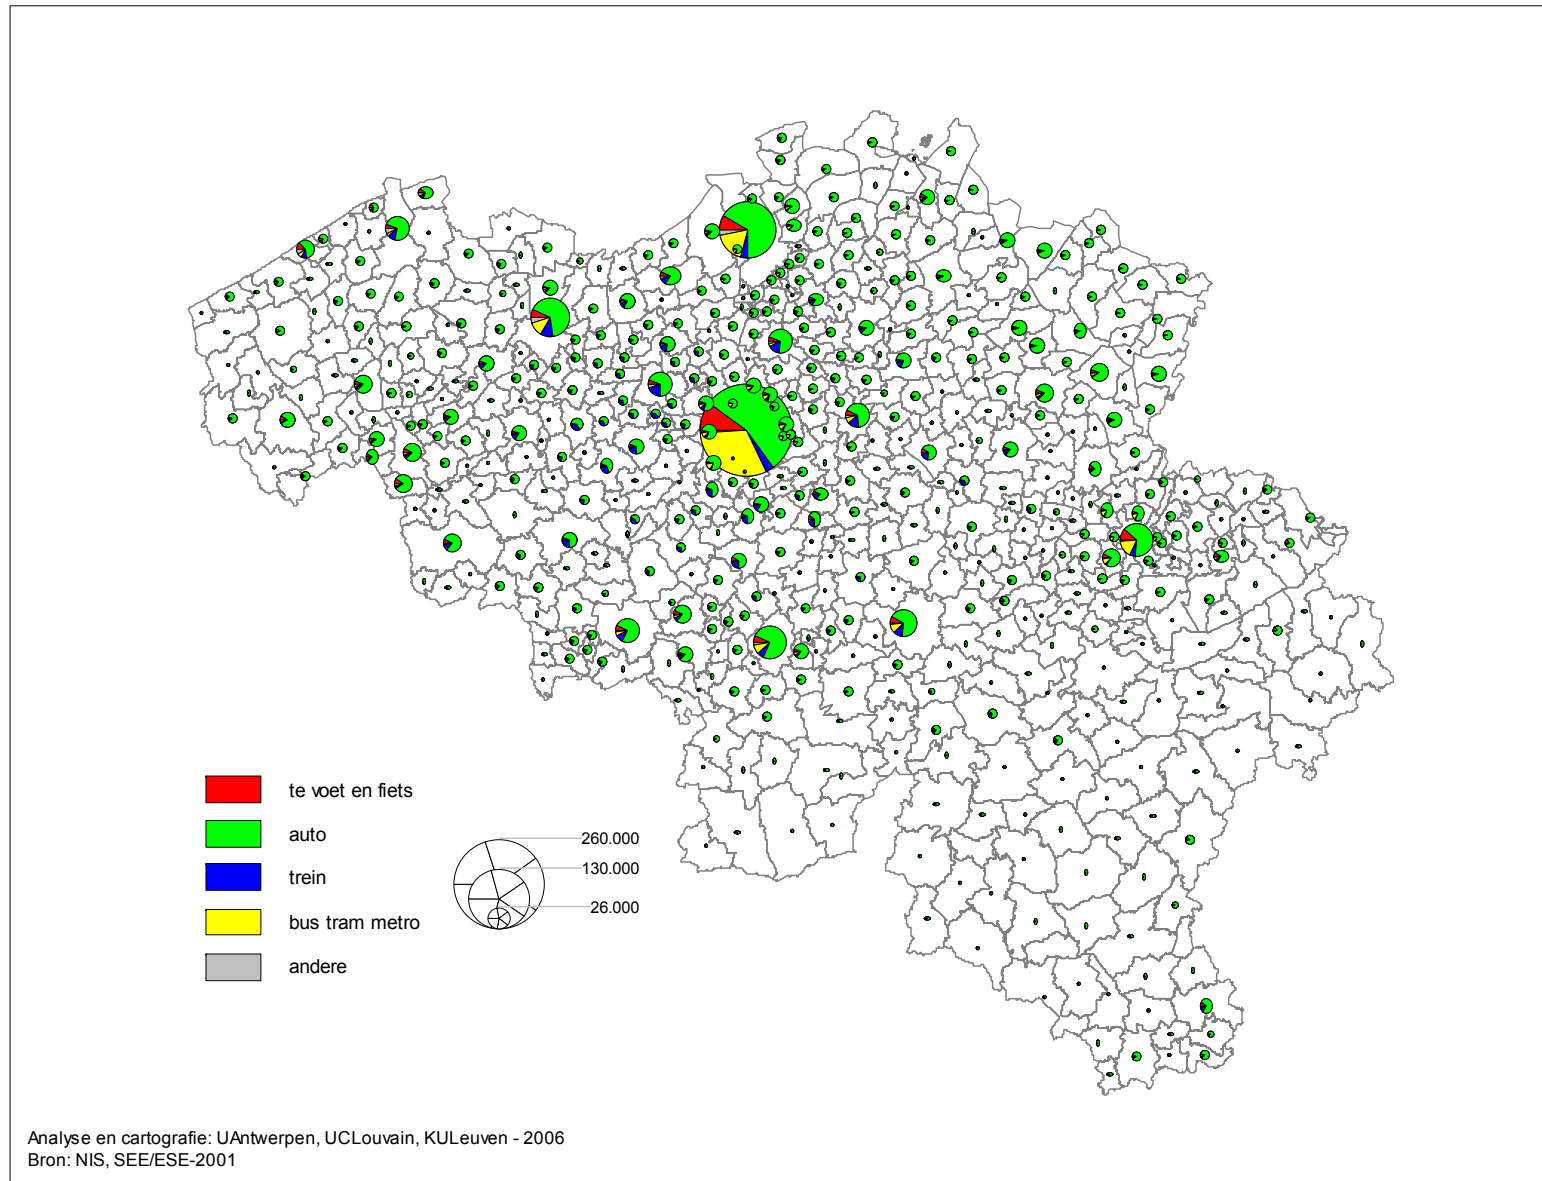 te voet en fiets
auto
trein
bus tram metro
andere
260.000
130.000
26.000
Analyse en cartografie: UAntwerpen, UCLouvain, KULeuven - 2006
Bron: NIS, SEE/ESE-2001